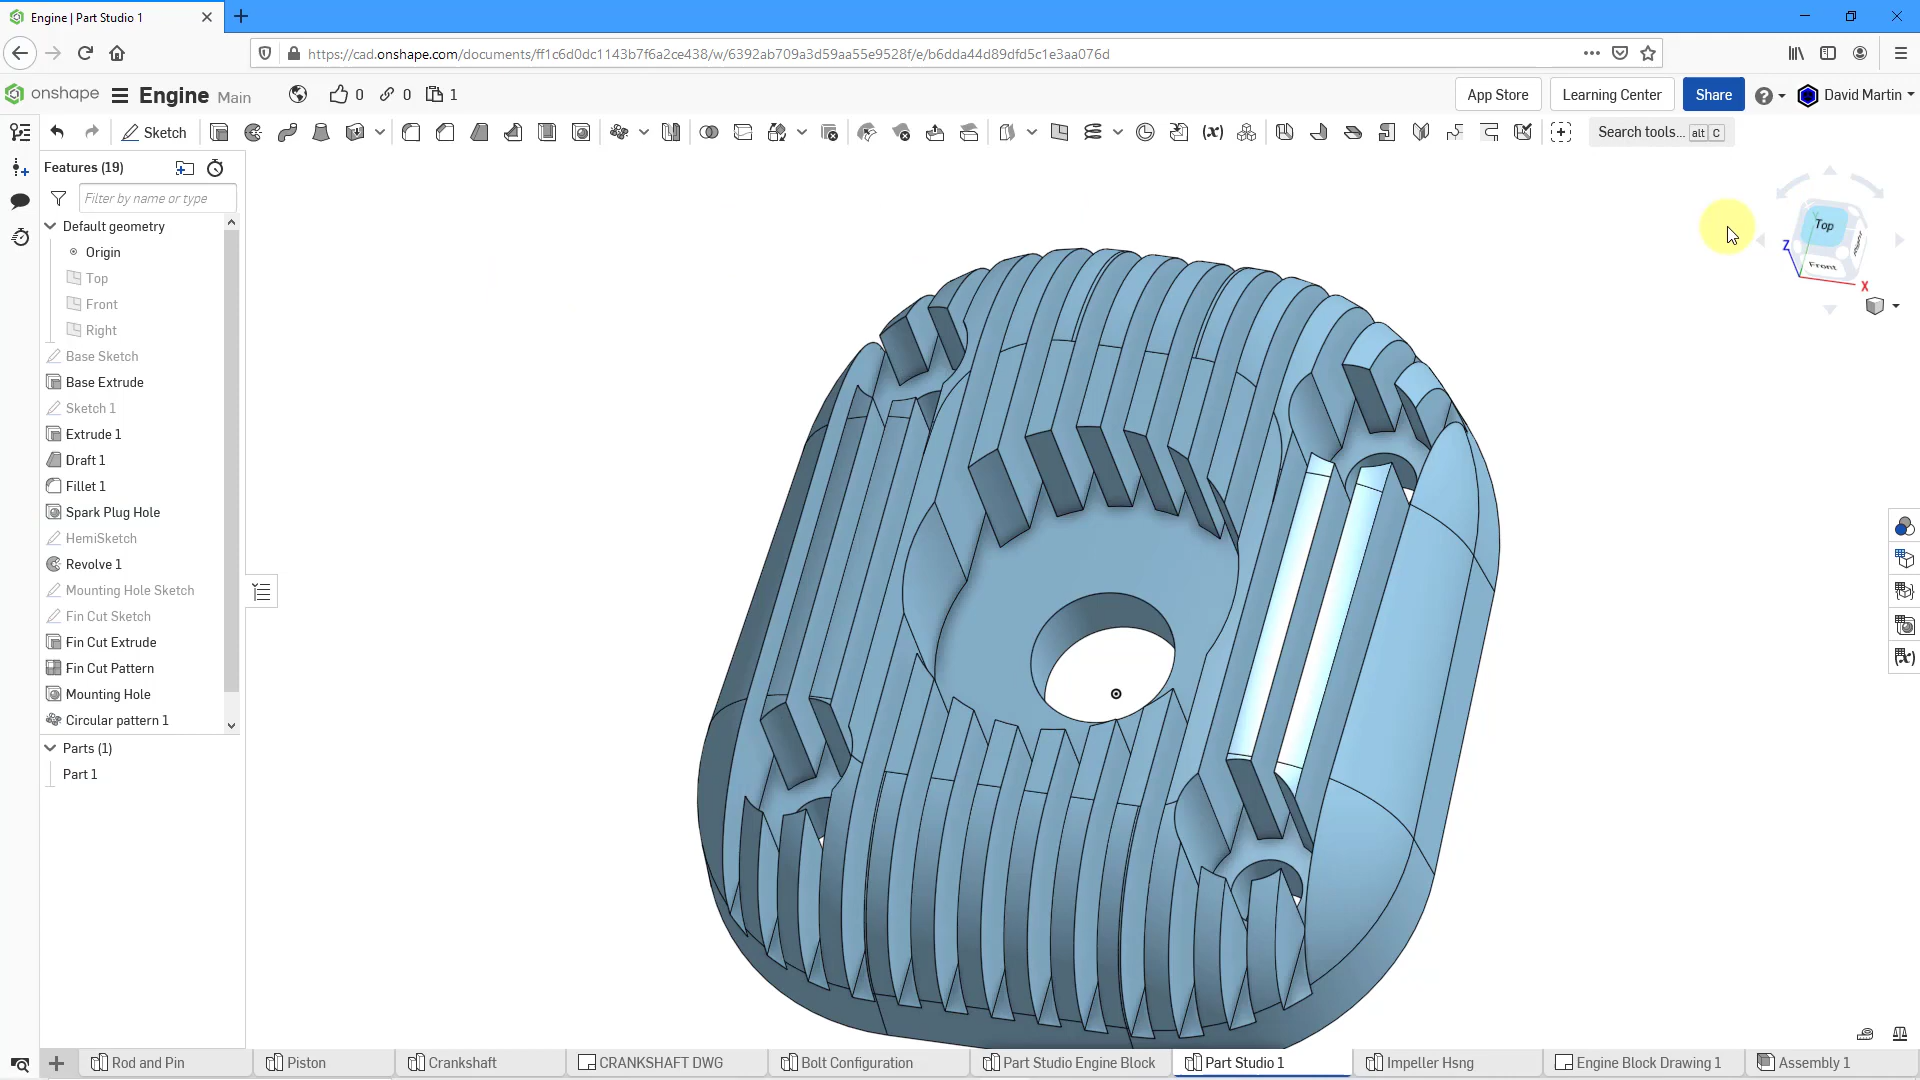 Engine | Part Studio 1
https://cad.onshape.com/documents/ff1c6d0dc1143b7f6a2ce438/w/6392ab709a3d59aa55e9528f/e/b6dda44d89dfd5c1e3aa076d
onshape Engine Main 0 0 1 App Store Learning Center Share David Martin
Sketch Search tools... alt C
Features (19)
Filter by name or type
Default geometry
Origin
Top
Front
Right
Base Sketch
Base Extrude
Sketch 1
Extrude 1
Draft 1
Fillet 1
Spark Plug Hole
HemiSketch
Revolve 1
Mounting Hole Sketch
Fin Cut Sketch
Fin Cut Extrude
Fin Cut Pattern
Mounting Hole
Circular pattern 1
Parts (1)
Part 1
Top
Front
Z
X
Rod and Pin Piston Crankshaft CRANKSHAFT DWG Bolt Configuration Part Studio Engine Block Part Studio 1 Impeller Hsng Engine Block Drawing 1 Assembly 1